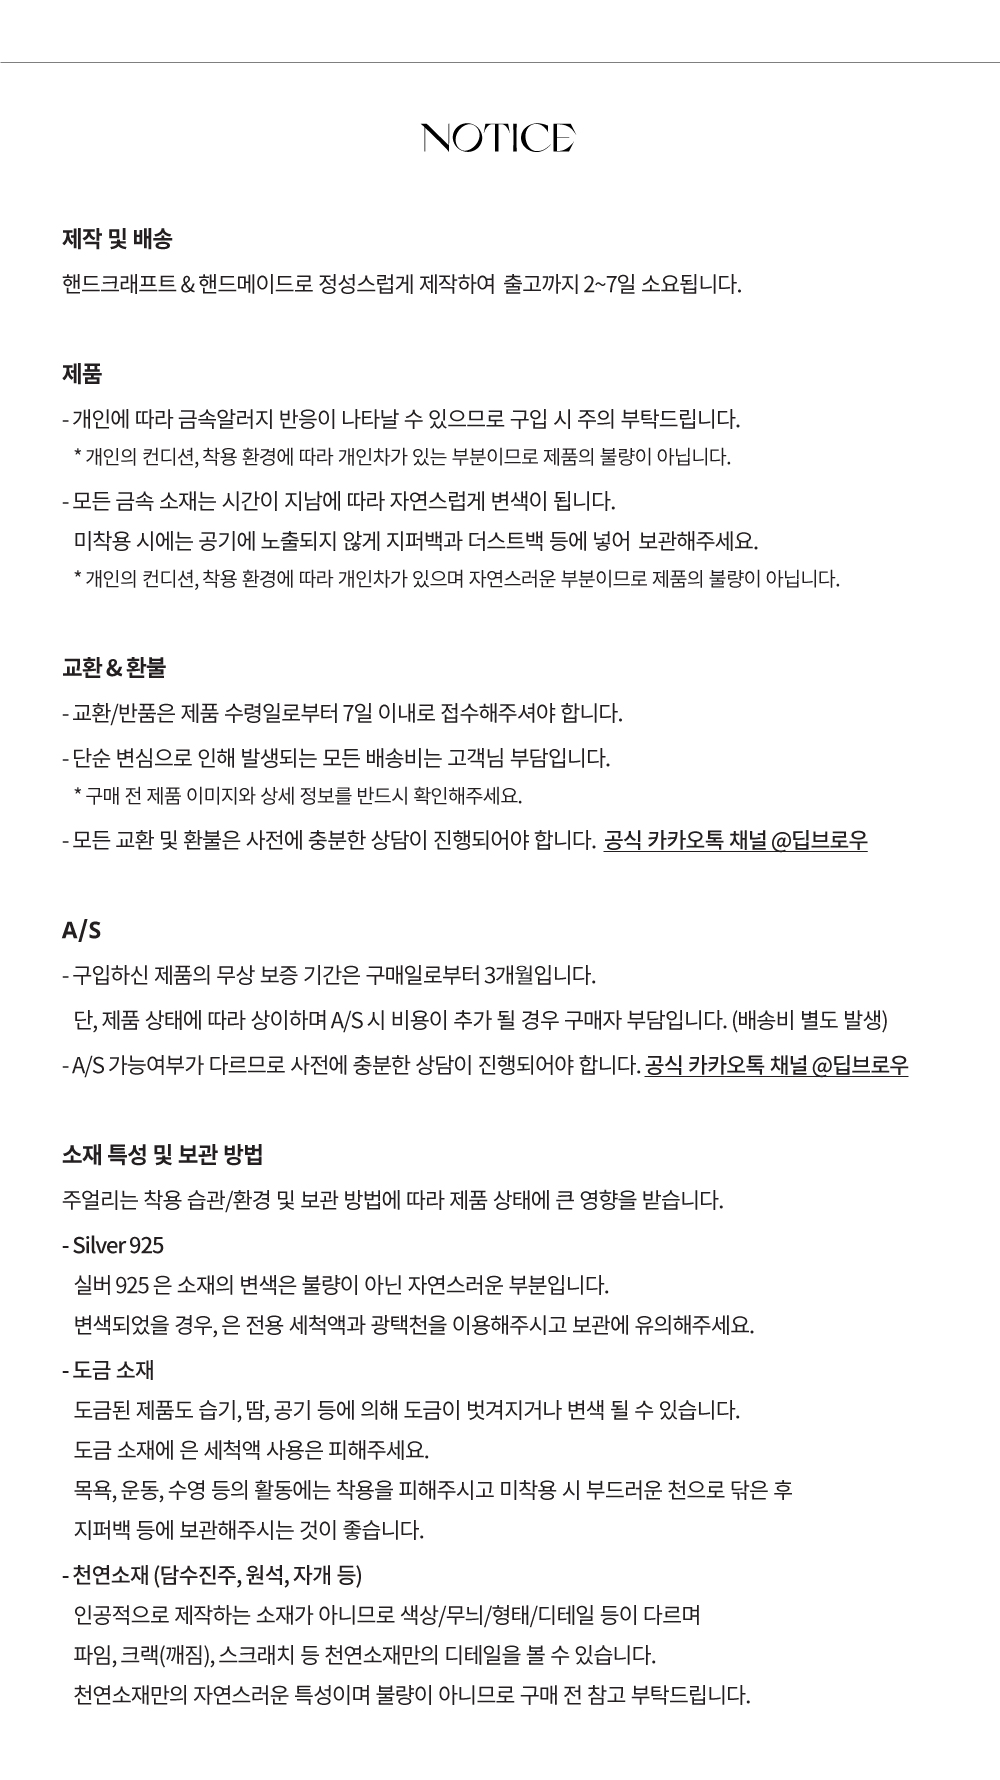 NOTICE
제작 및 배송
핸드크래프트 & 핸드메이드로 정성스럽게 제작하여 출고까지 2~7일 소요됩니다.
제품
- 개인에 따라 금속알러지 반응이 나타날 수 있으므로 구입 시 주의 부탁드립니다.
* 개인의 컨디션, 착용 환경에 따라 개인차가 있는 부분이므로 제품의 불량이 아닙니다.
- 모든 금속 소재는 시간이 지남에 따라 자연스럽게 변색이 됩니다.
미착용 시에는 공기에 노출되지 않게 지퍼백과 더스트백 등에 넣어 보관해주세요.
* 개인의 컨디션, 착용 환경에 따라 개인차가 있으며 자연스러운 부분이므로 제품의 불량이 아닙니다.
교환 & 환불
- 교환/반품은 제품 수령일로부터 7일 이내로 접수해주셔야 합니다.
- 단순 변심으로 인해 발생되는 모든 배송비는 고객님 부담입니다.
* 구매 전 제품 이미지와 상세 정보를 반드시 확인해주세요.
- 모든 교환 및 환불은 사전에 충분한 상담이 진행되어야 합니다. 공식 카카오톡 채널 @딥브로우
A/S
- 구입하신 제품의 무상 보증 기간은 구매일로부터 3개월입니다.
단, 제품 상태에 따라 상이하며 A/S 시 비용이 추가 될 경우 구매자 부담입니다. (배송비 별도 발생)
- A/S 가능여부가 다르므로 사전에 충분한 상담이 진행되어야 합니다. 공식 카카오톡 채널 @딥브로우
소재 특성 및 보관 방법
주얼리는 착용 습관/환경 및 보관 방법에 따라 제품 상태에 큰 영향을 받습니다.
- Silver 925
실버 925 은 소재의 변색은 불량이 아닌 자연스러운 부분입니다.
변색되었을 경우, 은 전용 세척액과 광택천을 이용해주시고 보관에 유의해주세요.
- 도금 소재
도금된 제품도 습기, 땀, 공기 등에 의해 도금이 벗겨지거나 변색 될 수 있습니다.
도금 소재에 은 세척액 사용은 피해주세요.
목욕, 운동, 수영 등의 활동에는 착용을 피해주시고 미착용 시 부드러운 천으로 닦은 후
지퍼백 등에 보관해주시는 것이 좋습니다.
- 천연소재 (담수진주, 원석, 자개 등)
인공적으로 제작하는 소재가 아니므로 색상/무늬/형태/디테일 등이 다르며
파임, 크랙(깨짐), 스크래치 등 천연소재만의 디테일을 볼 수 있습니다.
천연소재만의 자연스러운 특성이며 불량이 아니므로 구매 전 참고 부탁드립니다.